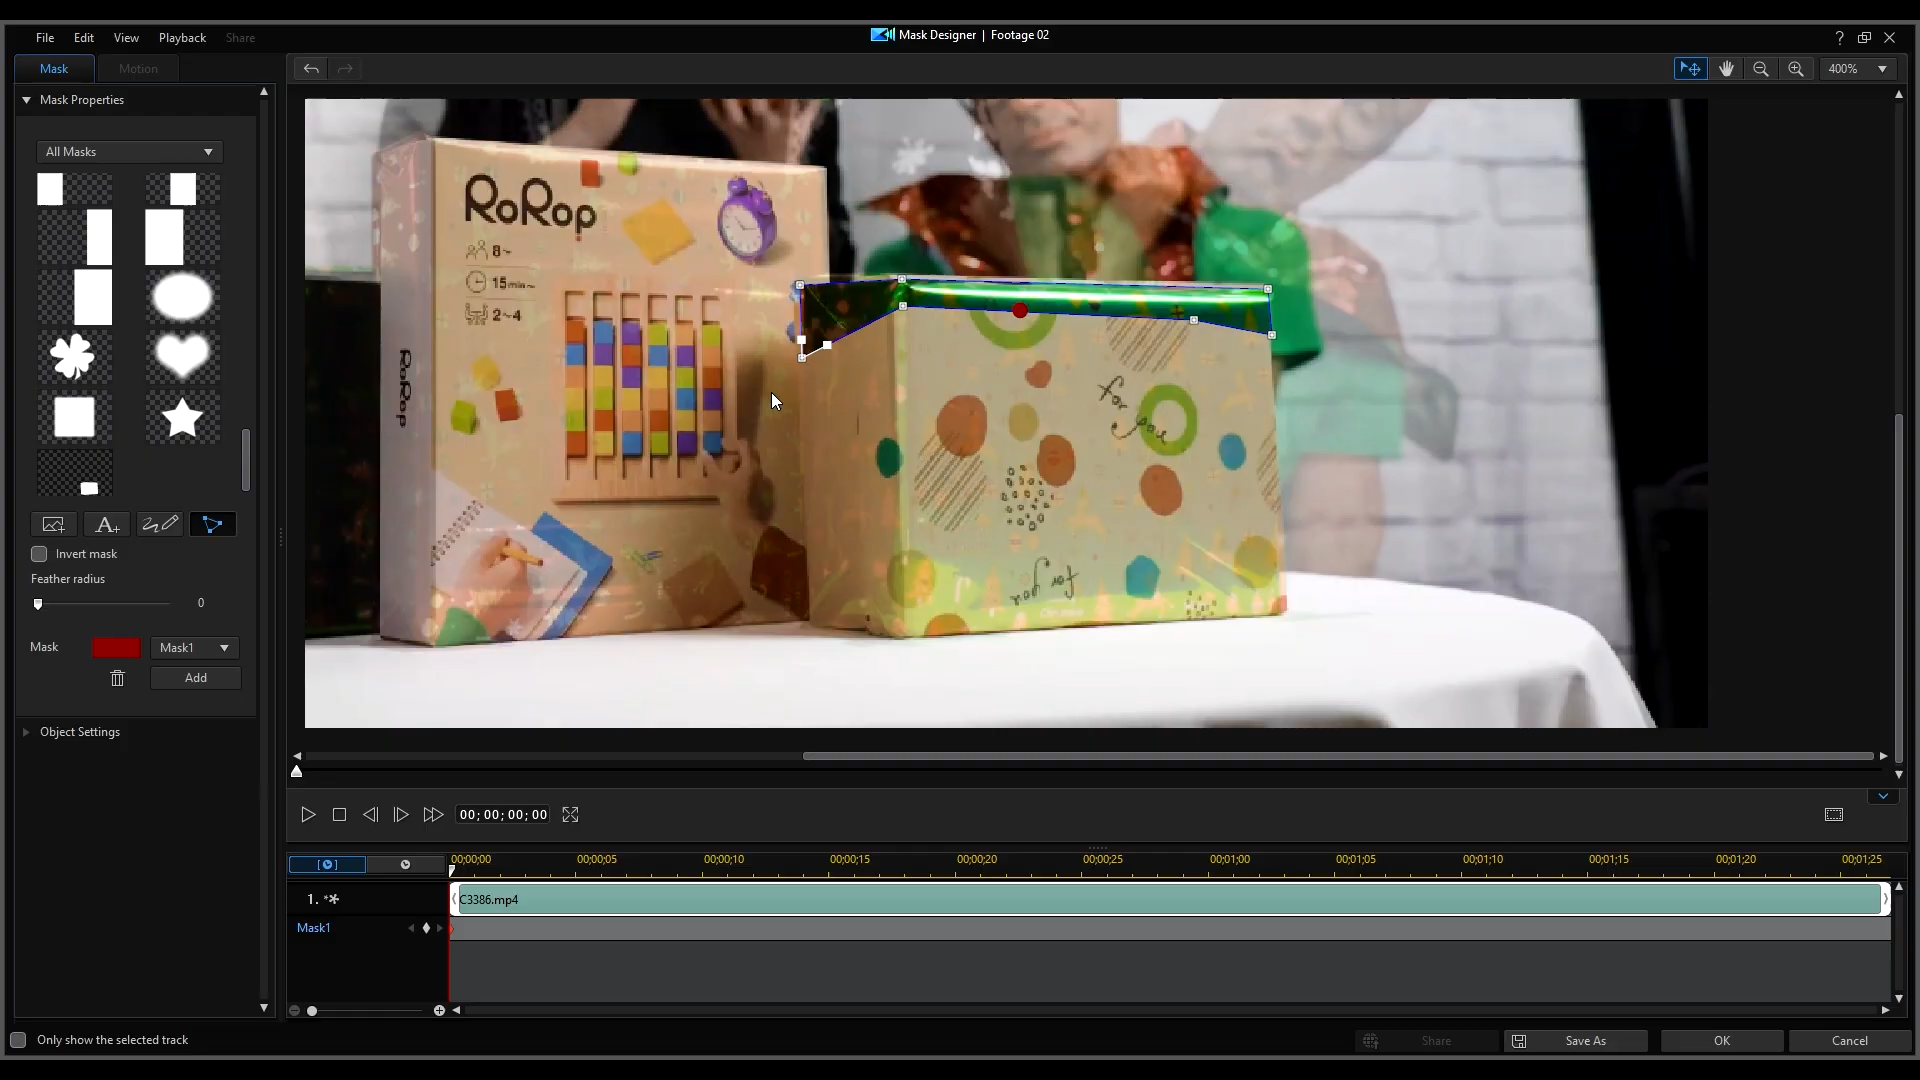 Mask Designer | Footage 02
File Edit View Playback Share
?
Mask Motion
400%
Mask Properties
All Masks
Invert mask
Feather radius
0
Mask Mask1
Add
Object Settings
RoRop
8~
15min~
2~4
RoRop
for you
for you
00;00;00;00
00;00;00 00;00;05 00;00;10 00;00;15 00;00;20 00;00;25 00;01;00 00;01;05 00;01;10 00;01;15 00;01;20 00;01;25
1. C3386.mp4
Mask1
Only show the selected track
Share Save As OK Cancel